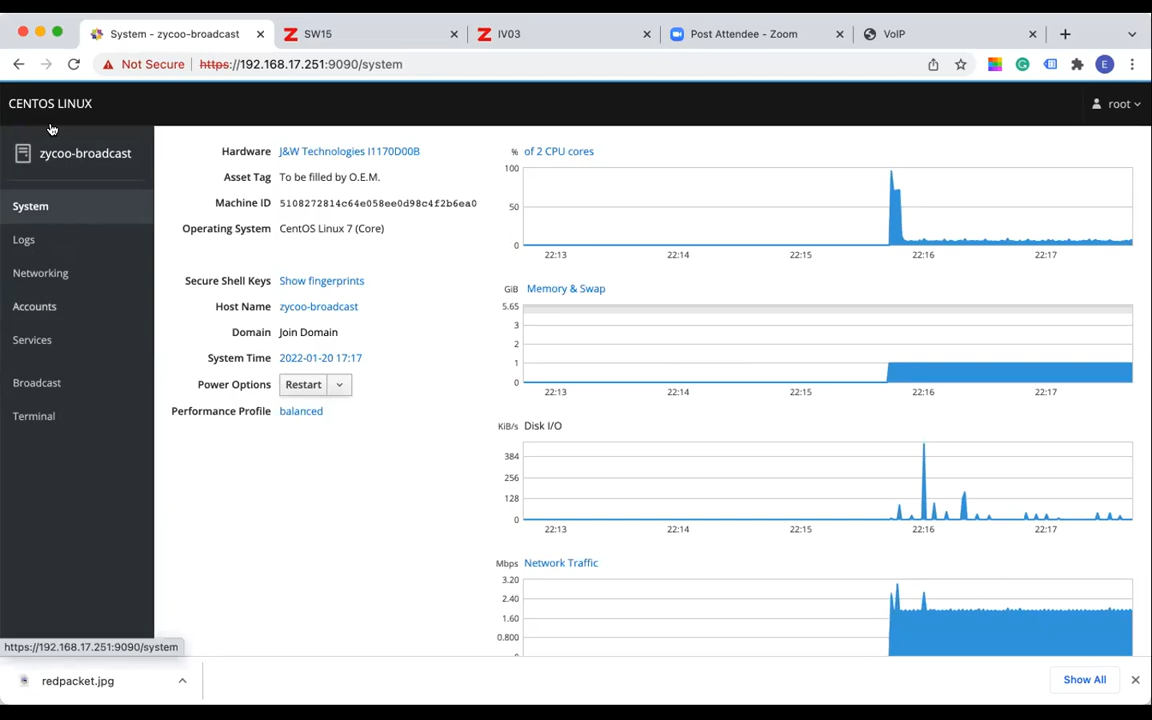 System - zycoo-broadcast
SW15
IV03
Post Attendee - Zoom
VoIP
Not Secure
https://192.168.17.251:9090/system
E
CENTOS LINUX
root
zycoo-broadcast
System
Logs
Networking
Accounts
Services
Broadcast
Terminal
Hardware J&W Technologies I1170D00B
Asset Tag To be filled by O.E.M.
Machine ID 5108272814c64e058ee0d98c4f2b6ea0
Operating System CentOS Linux 7 (Core)
Secure Shell Keys Show fingerprints
Host Name zycoo-broadcast
Domain Join Domain
System Time 2022-01-20 17:17
Power Options Restart
Performance Profile balanced
% of 2 CPU cores
100
50
0
22:13 22:14 22:15 22:16 22:17
GiB Memory & Swap
5.65
3
2
1
0
22:13 22:14 22:15 22:16 22:17
KiB/s Disk I/O
384
256
128
0
22:13 22:14 22:15 22:16 22:17
Mbps Network Traffic
3.20
2.40
1.60
0.800
https://192.168.17.251:9090/system
redpacket.jpg
Show All